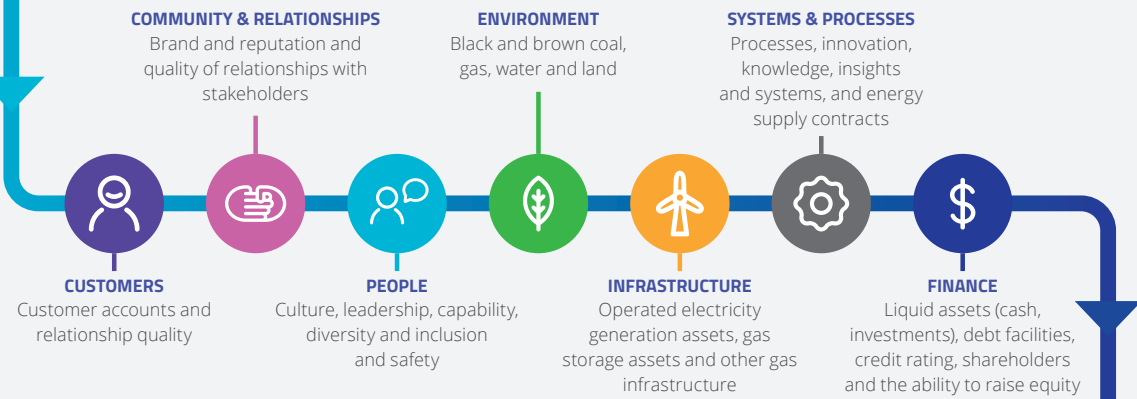 COMMUNITY & RELATIONSHIPS
Brand and reputation and
quality of relationships with
stakeholders
ENVIRONMENT
Black and brown coal,
gas, water and land
SYSTEMS & PROCESSES
Processes, innovation,
knowledge, insights
and systems, and energy
supply contracts
$
CUSTOMERS
Customer accounts and
relationship quality
PEOPLE
Culture, leadership, capability,
diversity and inclusion
and safety
INFRASTRUCTURE
Operated electricity
generation assets, gas
storage assets and other gas
infrastructure
FINANCE
Liquid assets (cash,
investments), debt facilities,
credit rating, shareholders
and the ability to raise equity